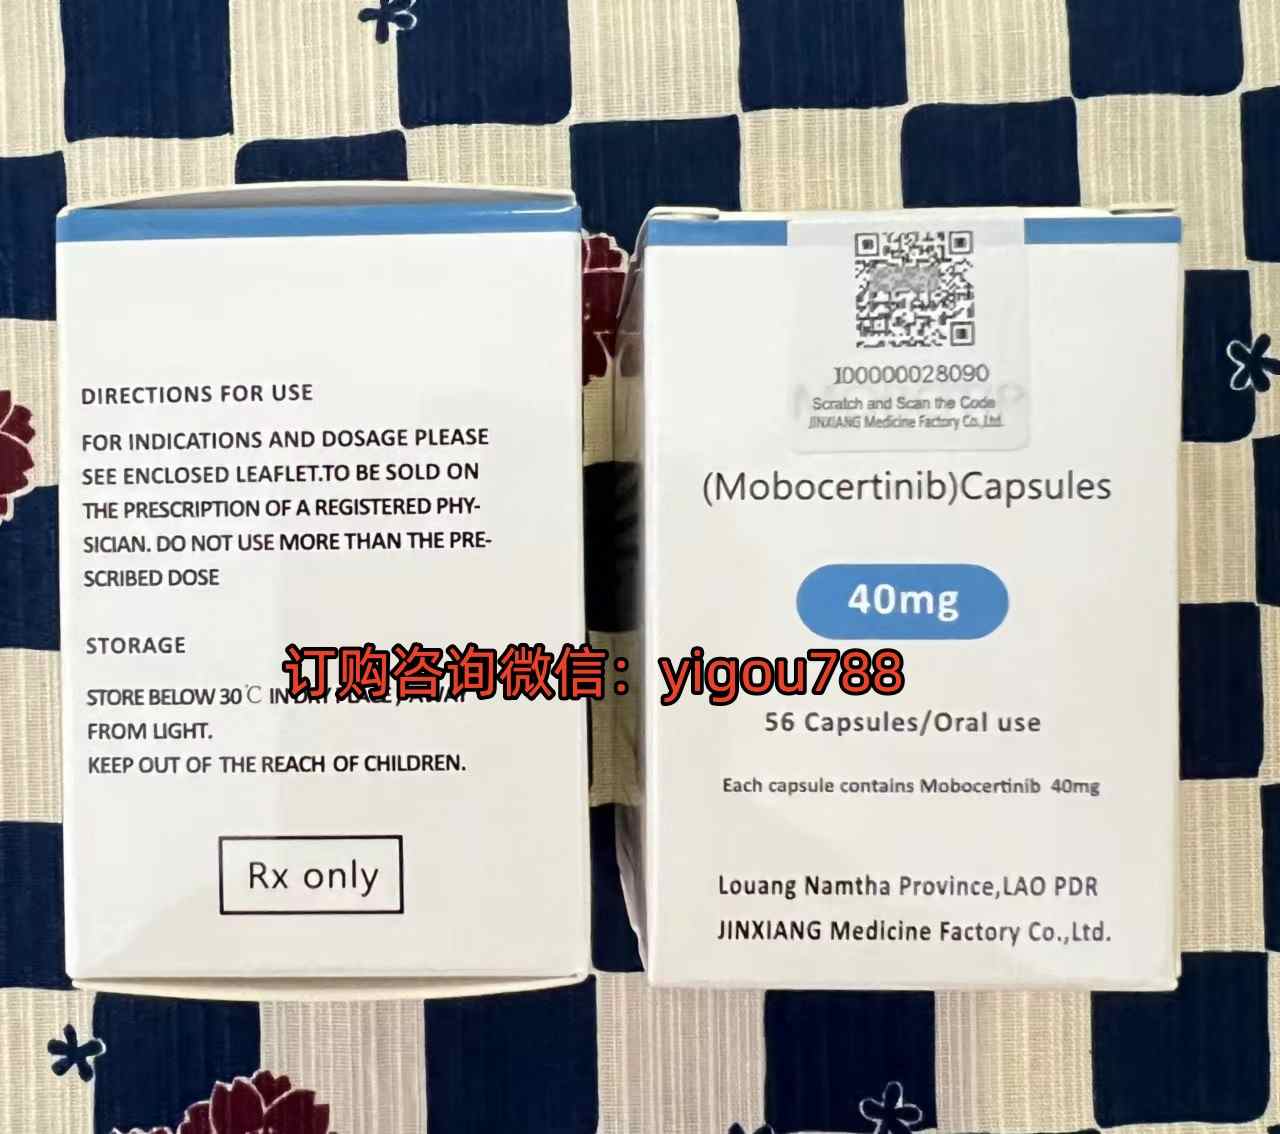 DIRECTIONS FOR USE
FOR INDICATIONS AND DOSAGE PLEASE
SEE ENCLOSED LEAFLET.TO BE SOLD ON
THE PRESCRIPTION OF A REGISTERED PHY-
SICIAN. DO NOT USE MORE THAN THE PRE-
SCRIBED DOSE
STORAGE
STORE BELOW 30℃ IN DRY PLACE, AWAY
FROM LIGHT.
KEEP OUT OF THE REACH OF CHILDREN.
Rx only
订购咨询微信：yigou788
Scratch and Scan the Code
JINXIANG Medicine Factory Co.,Ltd.
(Mobocertinib)Capsules
40mg
56 Capsules/Oral use
Each capsule contains Mobocertinib 40mg
Louang Namtha Province,LAO PDR
JINXIANG Medicine Factory Co.,Ltd.